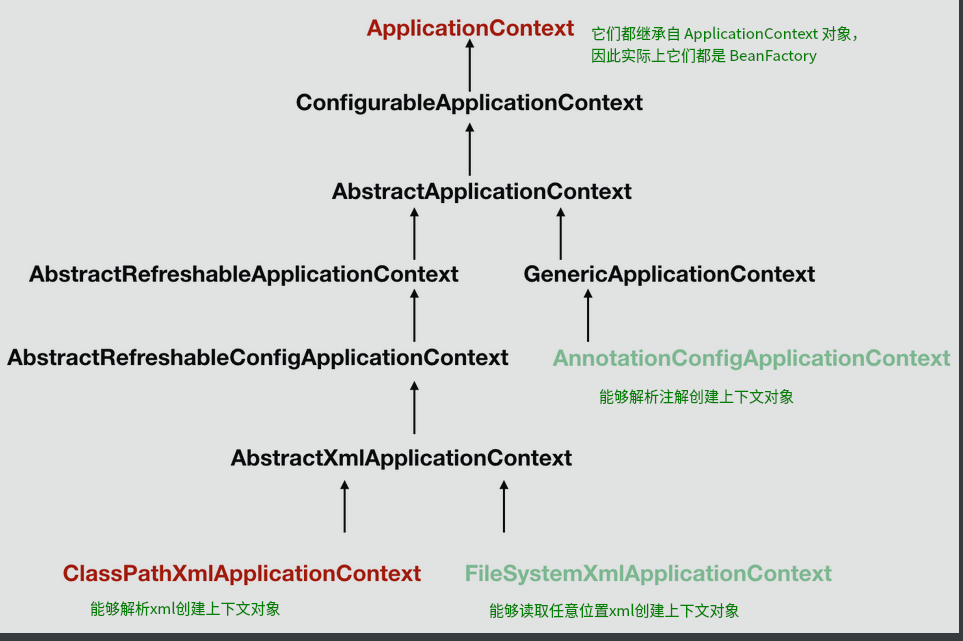 ApplicationContext
它们都继承自 ApplicationContext 对象，
因此实际上它们都是 BeanFactory
ConfigurableApplicationContext
AbstractApplicationContext
AbstractRefreshableApplicationContext
GenericApplicationContext
AbstractRefreshableConfigApplicationContext
AnnotationConfigApplicationContext
能够解析注解创建上下文对象
AbstractXmlApplicationContext
ClassPathXmlApplicationContext
FileSystemXmlApplicationContext
能够解析xml创建上下文对象
能够读取任意位置xml创建上下文对象